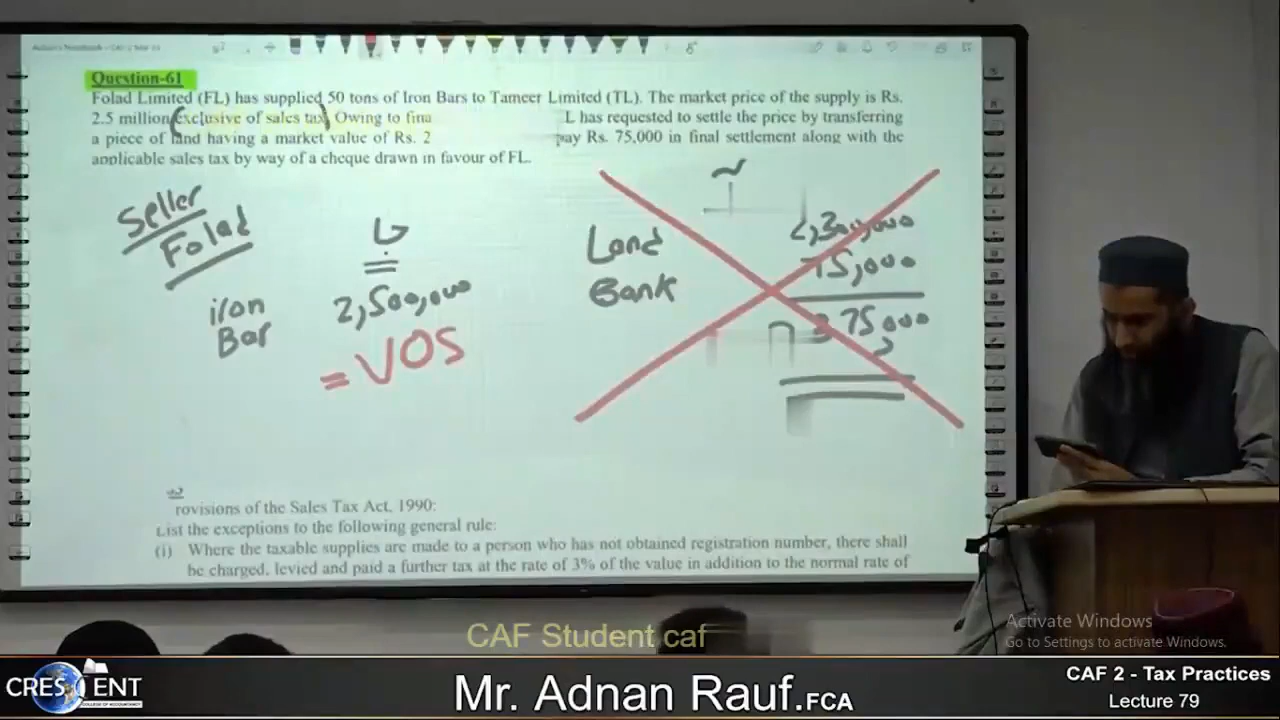 Question-61
Folad Limited (FL) has supplied 50 tons of Iron Bars to Tameer Limited (TL). The market price of the supply is Rs.
2.5 million (exclusive of sales tax) Owing to fina L has requested to settle the price by transferring
a piece of land having a market value of Rs. 2 pay Rs. 75,000 in final settlement along with the
applicable sales tax by way of a cheque drawn in favour of FL.
Seller
Folad
iron
Bar
2,500,000
= VOS
Land
Bank
2,300,000
75,000
375000
rovisions of the Sales Tax Act, 1990:
List the exceptions to the following general rule:
(i) Where the taxable supplies are made to a person who has not obtained registration number, there shall
be charged, levied and paid a further tax at the rate of 3% of the value in addition to the normal rate of
Activate Windows
Go to Settings to activate Windows.
CAF Student caf
CRESCENT
COLLEGE OF ACCOUNTANCY
Mr. Adnan Rauf.FCA
CAF 2 - Tax Practices
Lecture 79